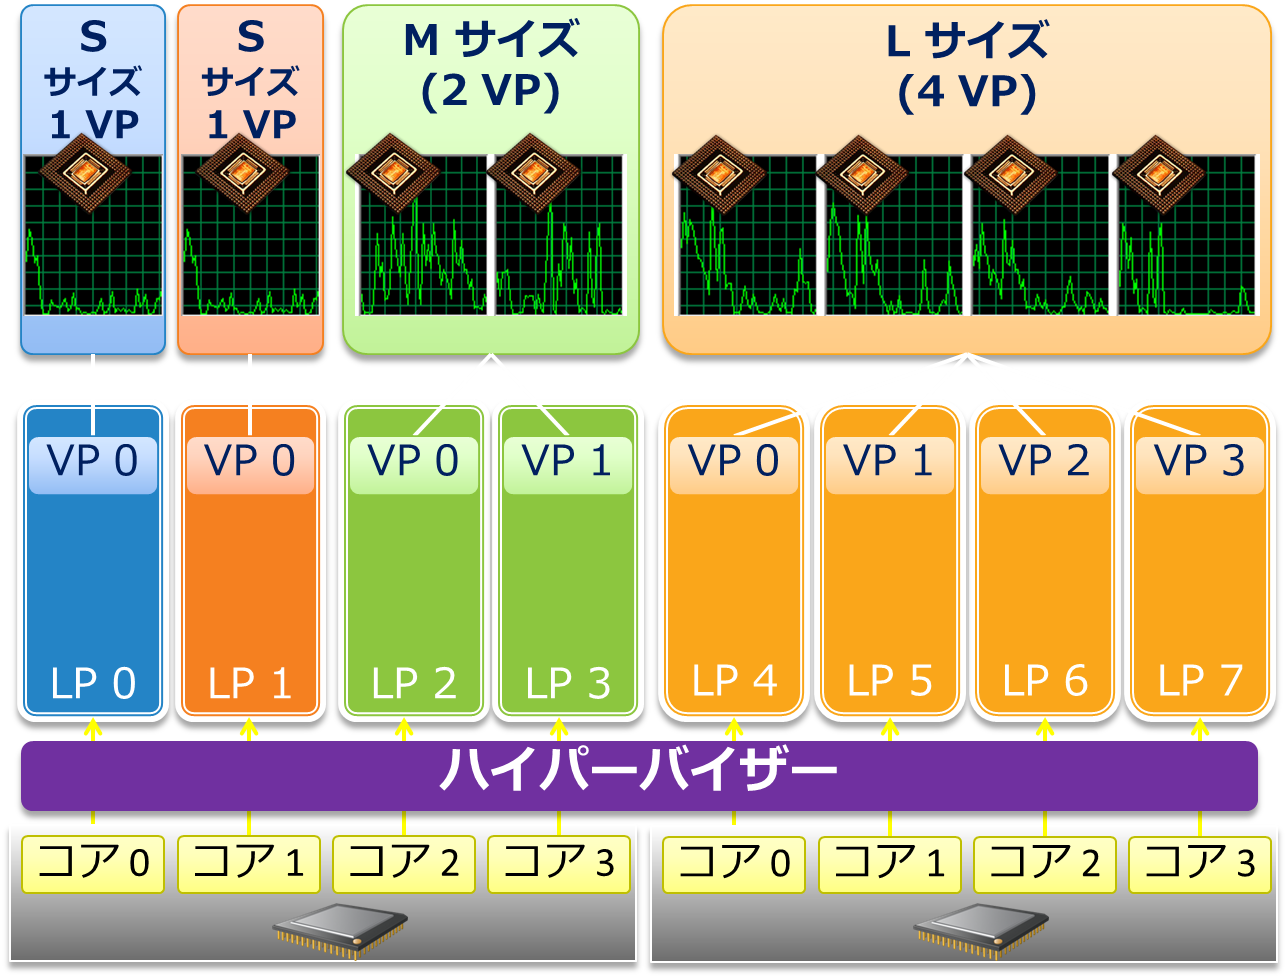 S
サイズ
1 VP
S
サイズ
1 VP
M サイズ
(2 VP)
L サイズ
(4 VP)
VP 0
VP 0
VP 0
VP 1
VP 0
VP 1
VP 2
VP 3
LP 0
LP 1
LP 2
LP 3
LP 4
LP 5
LP 6
LP 7
ハイパーバイザー
コア 0
コア 1
コア 2
コア 3
コア 0
コア 1
コア 2
コア 3